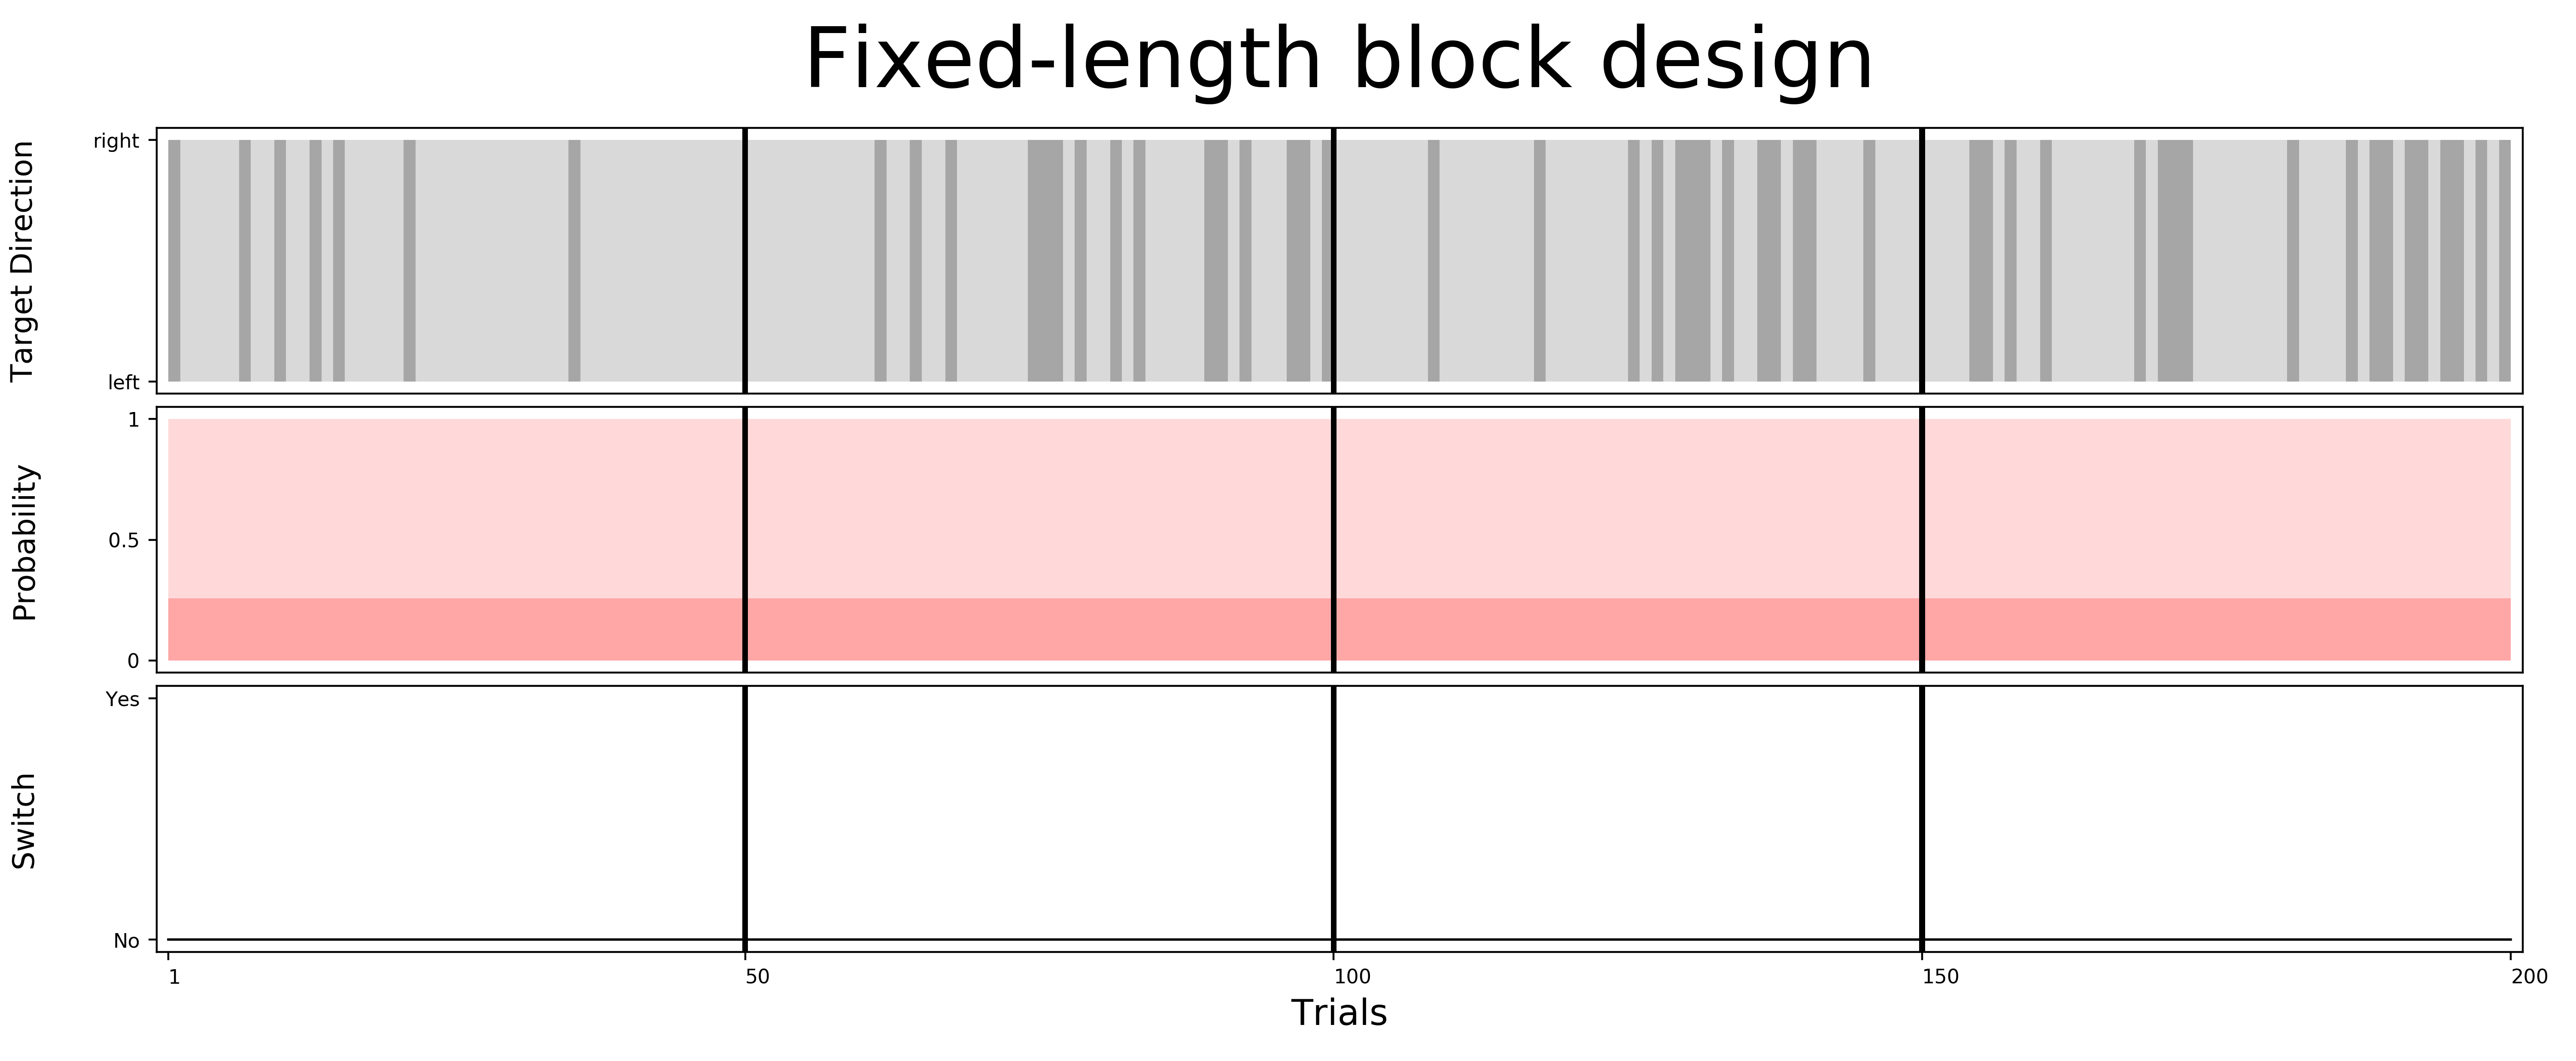 Fixed-length block design
Target Direction
right
left
Probability
1
0.5
0
Switch
Yes
No
1 50 100 150 200
Trials